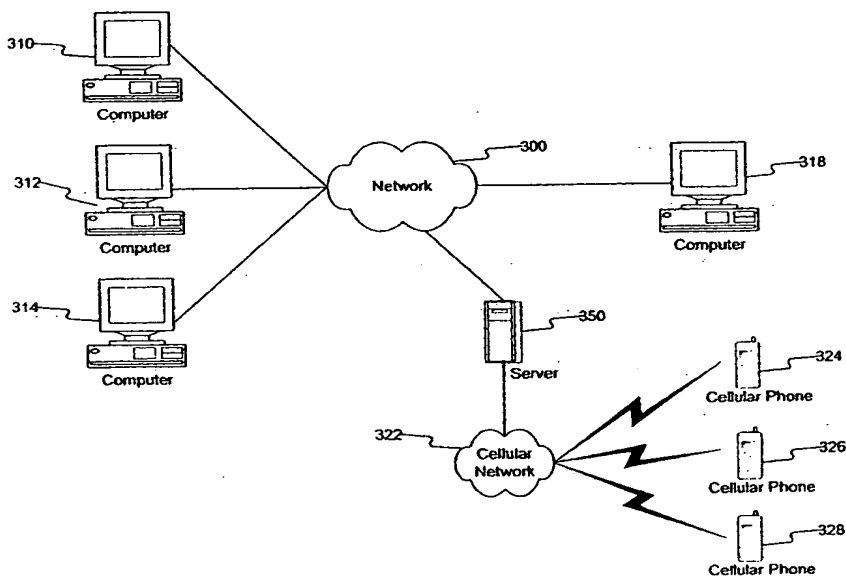 310
Computer
300
318
312
Network
Computer
Computer
314
350
Computer
Server
324
Cellular Phone
322
Cellular
Network
326
Cellular Phone
328
Cellular Phone